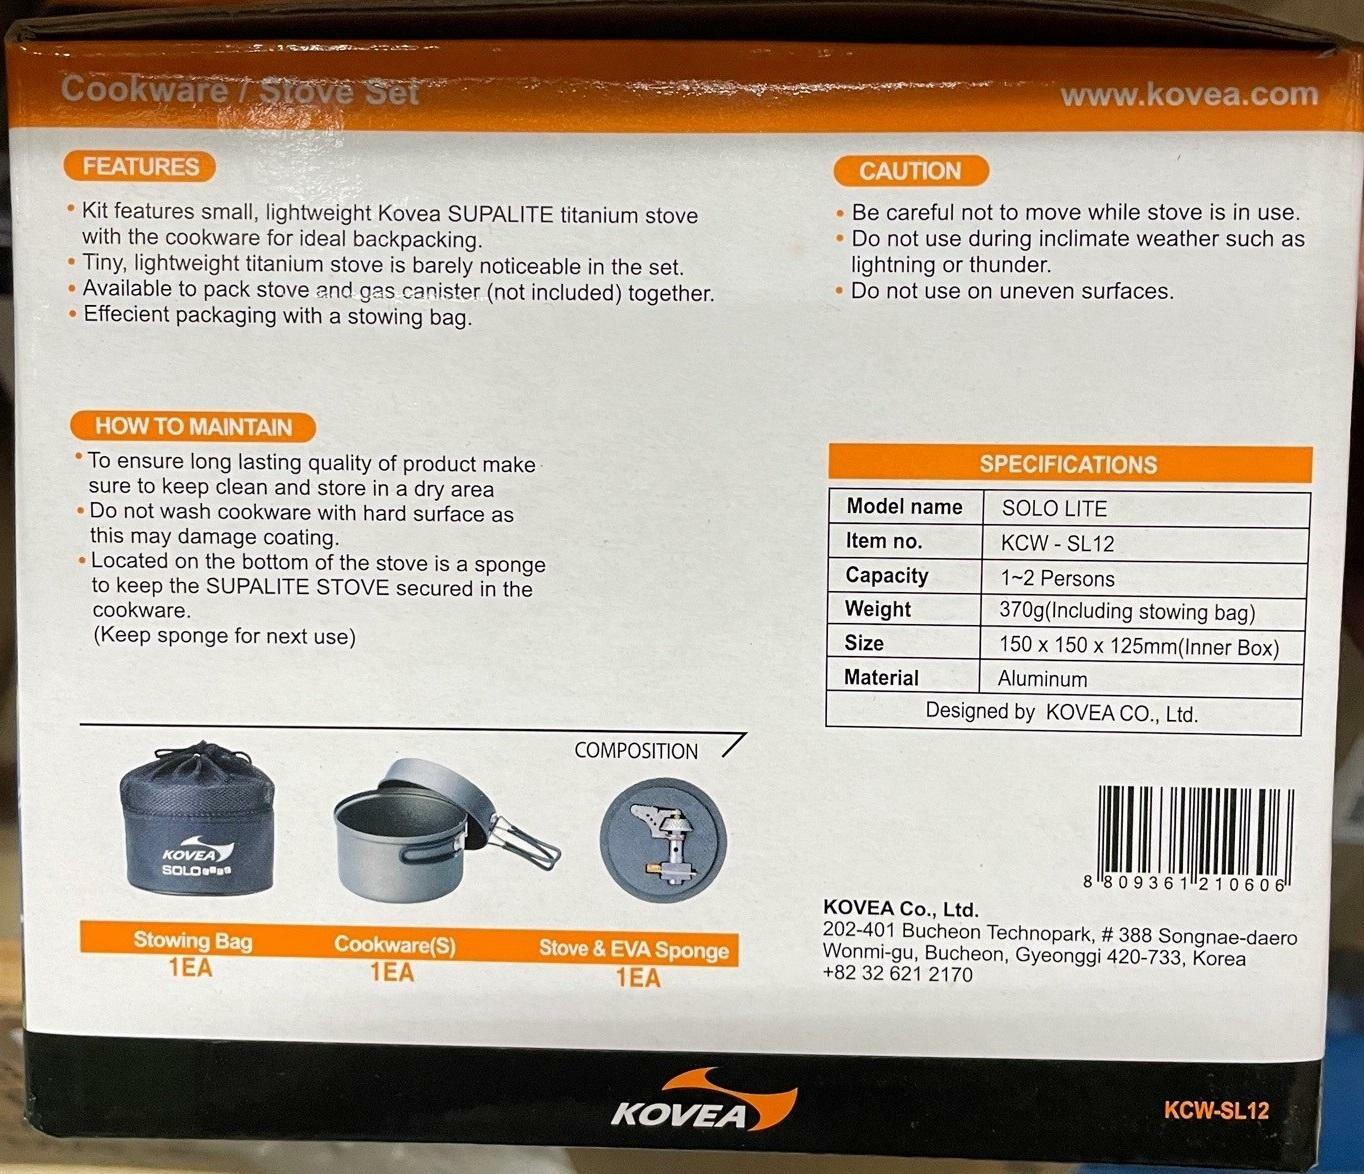 Cookware / Stove Set
www.kovea.com
FEATURES
• Kit features small, lightweight Kovea SUPALITE titanium stove
with the cookware for ideal backpacking.
• Tiny, lightweight titanium stove is barely noticeable in the set.
• Available to pack stove and gas canister (not included) together.
• Effecient packaging with a stowing bag.
CAUTION
• Be careful not to move while stove is in use.
• Do not use during inclimate weather such as
lightning or thunder.
• Do not use on uneven surfaces.
HOW TO MAINTAIN
• To ensure long lasting quality of product make
sure to keep clean and store in a dry area
• Do not wash cookware with hard surface as
this may damage coating.
• Located on the bottom of the stove is a sponge
to keep the SUPALITE STOVE secured in the
cookware.
(Keep sponge for next use)
SPECIFICATIONS
Model name SOLO LITE
Item no. KCW - SL12
Capacity 1~2 Persons
Weight 370g(Including stowing bag)
Size 150 x 150 x 125mm(Inner Box)
Material Aluminum
Designed by KOVEA CO., Ltd.
COMPOSITION
KOVEA
SOLO
Stowing Bag
1EA
Cookware(S)
1EA
Stove & EVA Sponge
1EA
8 809361 210606
KOVEA Co., Ltd.
202-401 Bucheon Technopark, # 388 Songnae-daero
Wonmi-gu, Bucheon, Gyeonggi 420-733, Korea
+82 32 621 2170
KOVEA
KCW-SL12